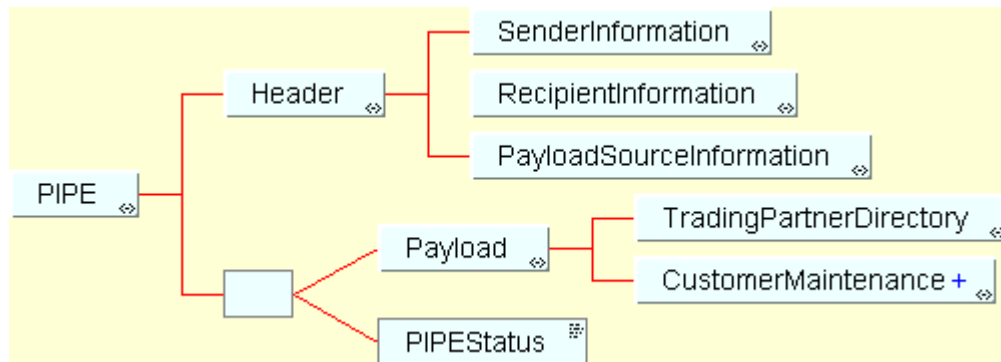 SenderInformation
Header
RecipientInformation
PayloadSourceInformation
PIPE
TradingPartnerDirectory
Payload
CustomerMaintenance +
PIPEStatus